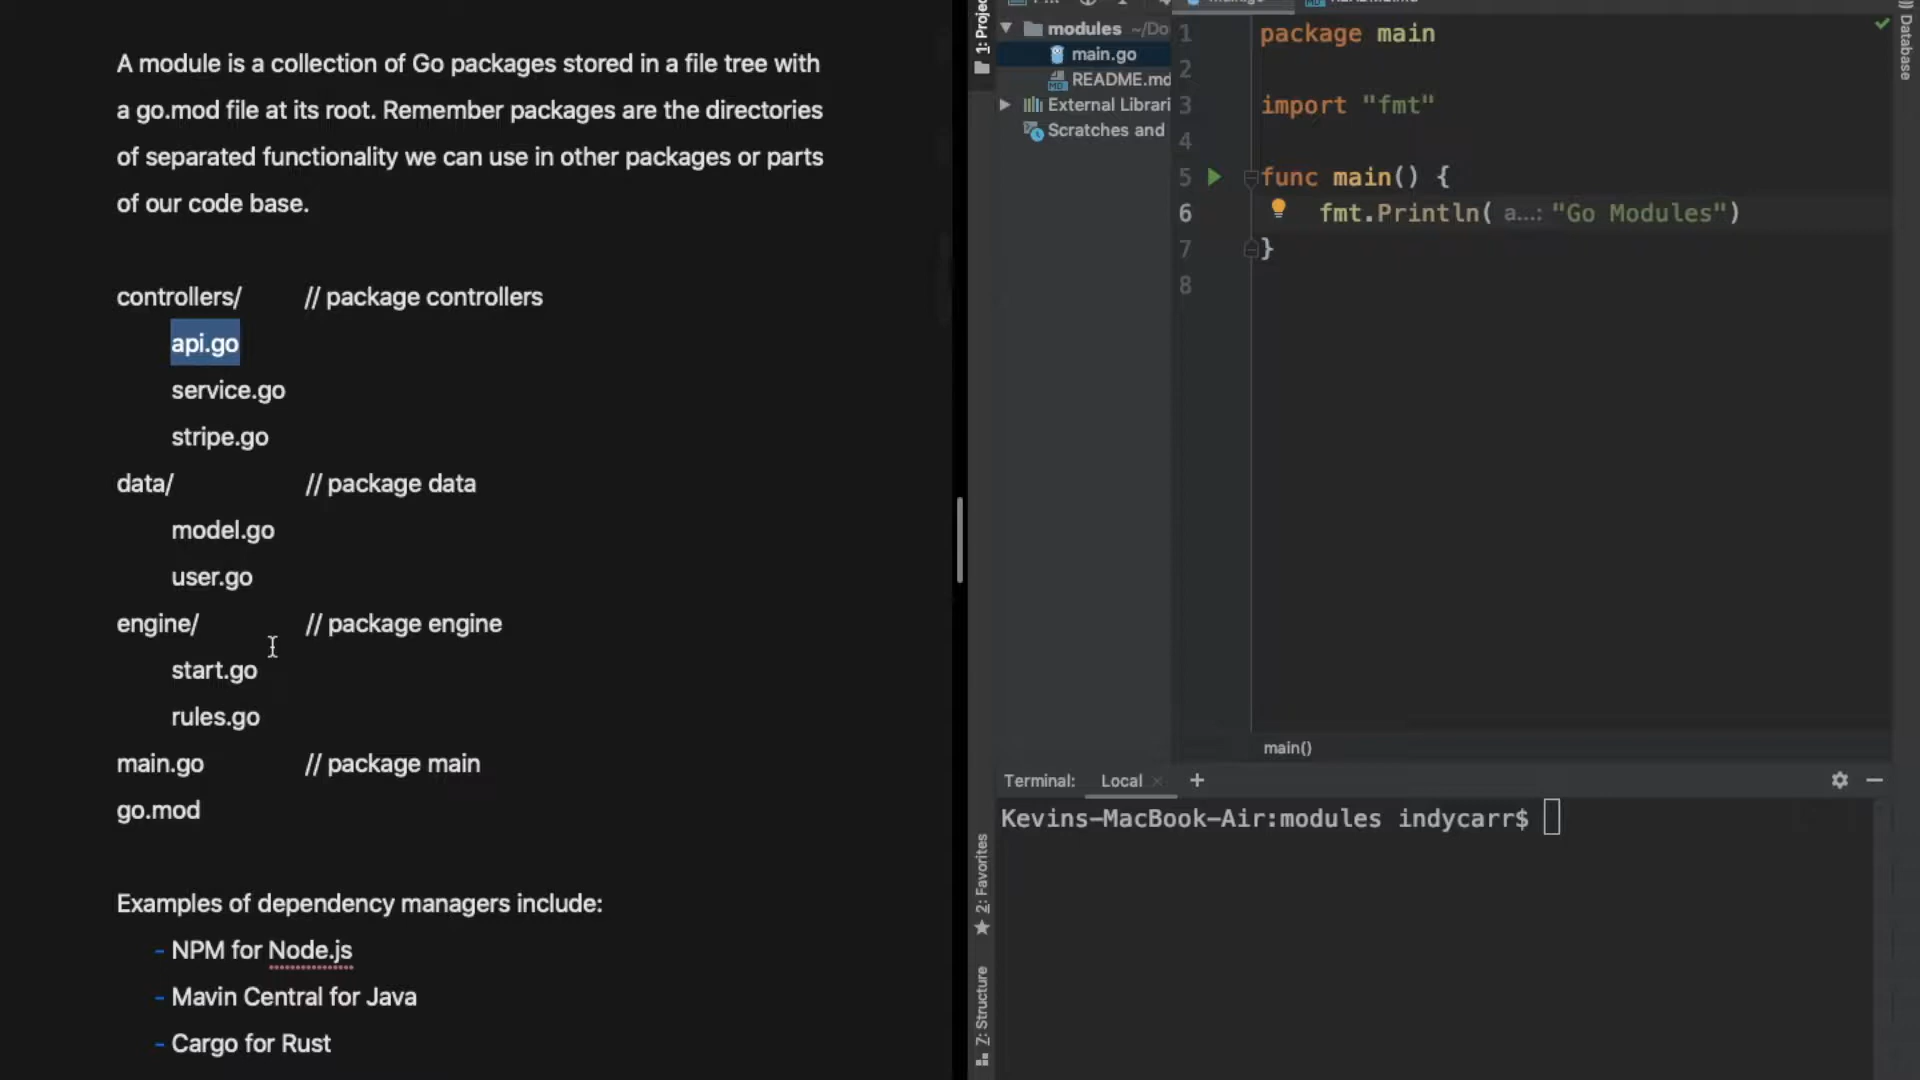 A module is a collection of Go packages stored in a file tree with
a go.mod file at its root. Remember packages are the directories
of separated functionality we can use in other packages or parts
of our code base.
controllers/ // package controllers
api.go
service.go
stripe.go
data/ // package data
model.go
user.go
engine/ // package engine
start.go
rules.go
main.go // package main
go.mod
Examples of dependency managers include:
- NPM for Node.js
- Mavin Central for Java
- Cargo for Rust
modules ~/Do
main.go
README.md
External Librari
Scratches and
1 package main
2
3 import "fmt"
4
5 func main() {
6 fmt.Println( a...: "Go Modules")
7 }
8
main()
Terminal: Local × +
Kevins-MacBook-Air:modules indycarr$
1: Projec
2: Favorites
7: Structure
Database